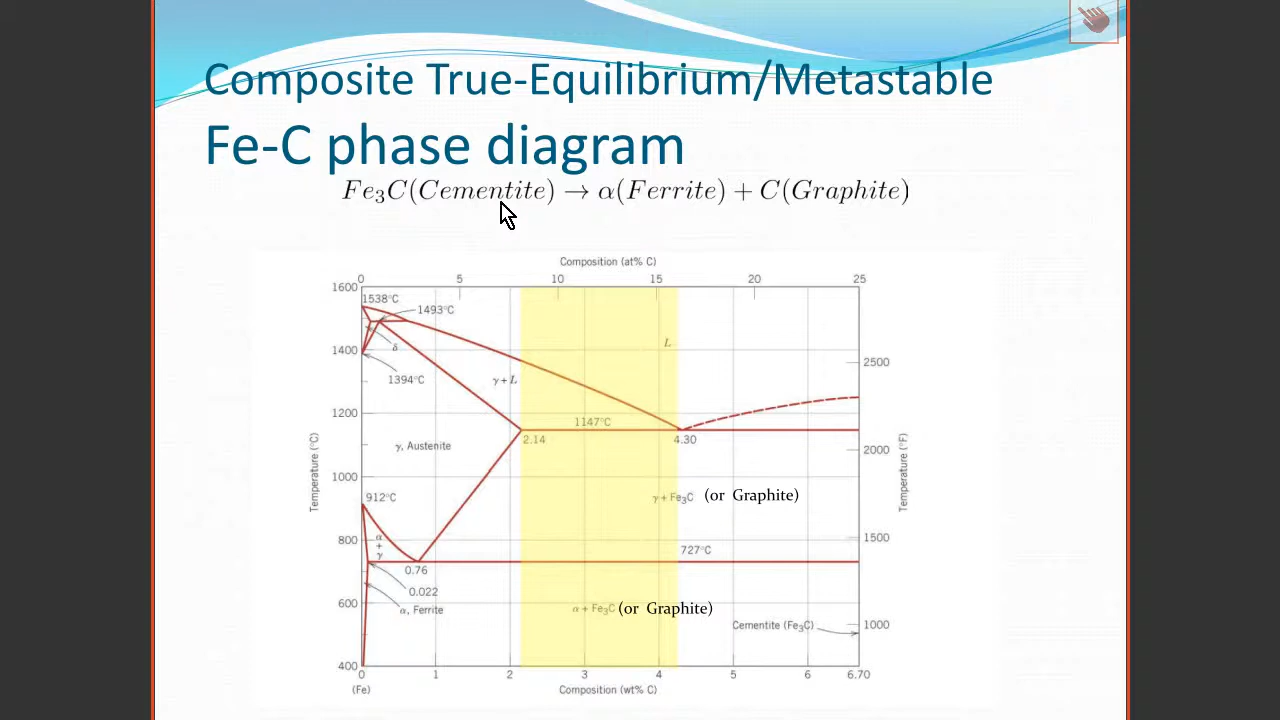 Composite True-Equilibrium/Metastable
Fe-C phase diagram
Fe₃C(Cementite) → α(Ferrite) + C(Graphite)
Composition (at% C)
0 5 10 15 20 25
1600
1538°C
1493°C
L
δ
1400
2500
1394°C
γ + L
1200
1147°C
2.14
4.30
γ, Austenite
2000
Temperature (°C)
Temperature (°F)
1000
912°C
γ + Fe₃C (or Graphite)
800
α
+
γ
727°C
1500
0.76
0.022
600
α, Ferrite
α + Fe₃C (or Graphite)
Cementite (Fe₃C)
1000
400
0 1 2 3 4 5 6 6.70
(Fe)
Composition (wt% C)